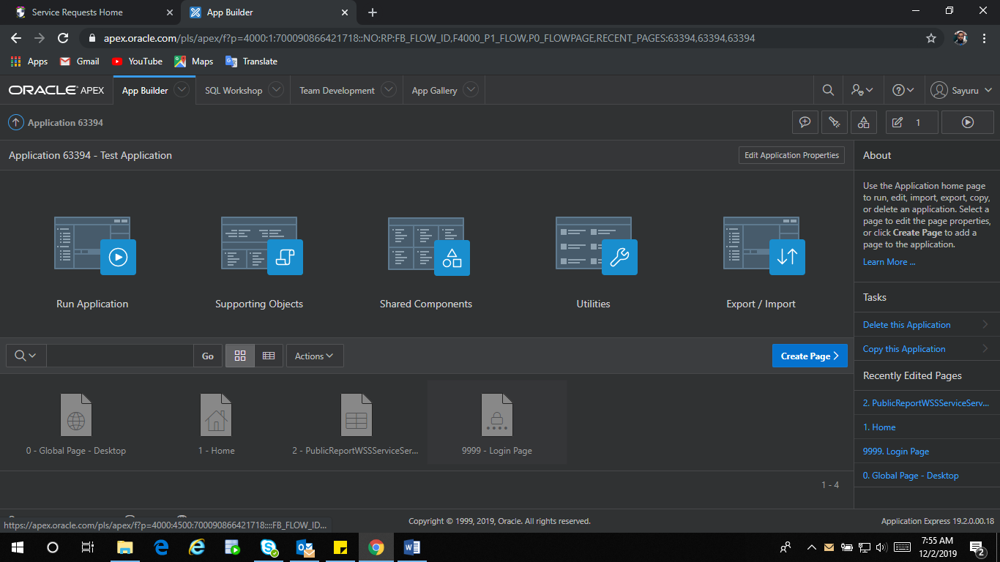 Service Requests Home
App Builder
apex.oracle.com/pls/apex/f?p=4000:1:700090866421718::NO:RP:FB_FLOW_ID,F4000_P1_FLOW,P0_FLOWPAGE,RECENT_PAGES:63394,63394,63394
Apps Gmail YouTube Maps Translate
ORACLE APEX App Builder SQL Workshop Team Development App Gallery Sayuru
Application 63394
1
Application 63394 - Test Application
Edit Application Properties
Run Application
Supporting Objects
Shared Components
Utilities
Export / Import
Go
Actions
Create Page
0 - Global Page - Desktop
1 - Home
2 - PublicReportWSSServiceSer...
9999 - Login Page
1 - 4
About
Use the Application home page
to run, edit, import, export, copy,
or delete an application. Select a
page to edit the page properties,
or click Create Page to add a
page to the application.
Learn More ...
Tasks
Delete this Application
Copy this Application
Recently Edited Pages
2. PublicReportWSSServiceServ...
1. Home
9999. Login Page
0. Global Page - Desktop
https://apex.oracle.com/pls/apex/f?p=4000:4500:700090866421718::::FB_FLOW_ID...
Copyright © 1999, 2019, Oracle. All rights reserved.
Application Express 19.2.0.00.18
7:55 AM
12/2/2019
2